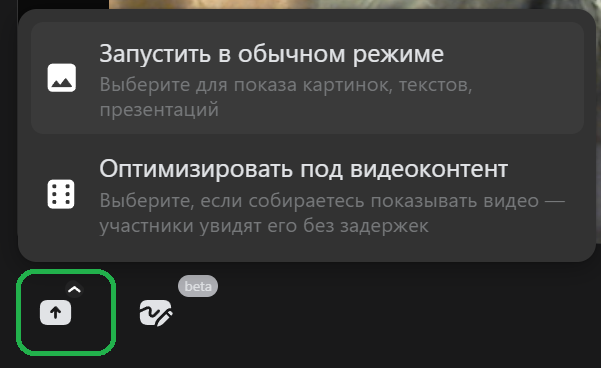 Запустить в обычном режиме
Выберите для показа картинок, текстов,
презентаций
Оптимизировать под видеоконтент
Выберите, если собираетесь показывать видео —
участники увидят его без задержек
beta